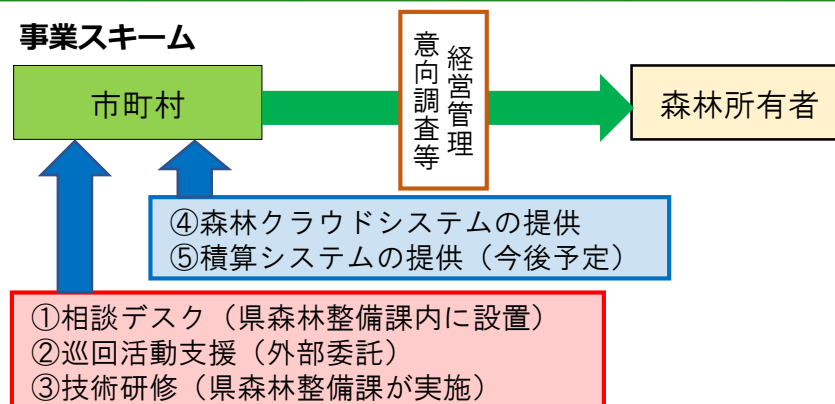 事業スキーム
市町村
経営管理
意向調査等
森林所有者
④森林クラウドシステムの提供
⑤積算システムの提供（今後予定）
①相談デスク（県森林整備課内に設置）
②巡回活動支援（外部委託）
③技術研修（県森林整備課が実施）